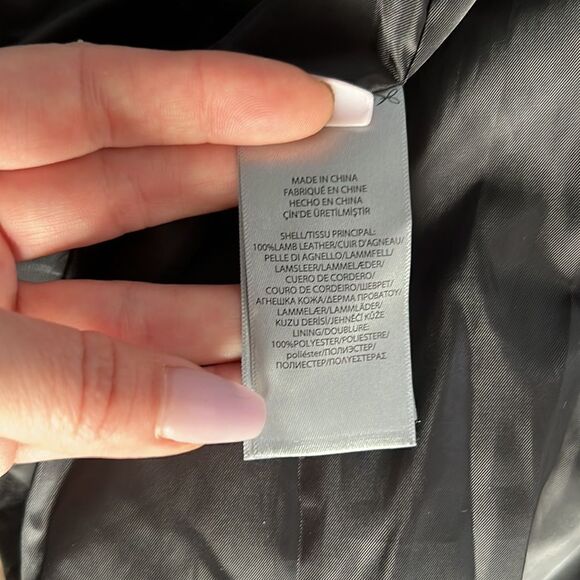 MADE IN CHINA
FABRIQUÉ EN CHINE
HECHO EN CHINA
ÇİN'DE ÜRETİLMİŞTİR
SHELL/TISSU PRINCIPAL:
100%LAMB LEATHER/CUIR D'AGNEAU/
PELLE DI AGNELLO/LAMMFELL/
LAMSLEER/LAMMELÆDER/
CUERO DE CORDERO/
COURO DE CORDEIRO/ШЕВРЕТ/
АГНЕШКА КОЖА/ΔΕΡΜΑ ΠΡΟΒΑΤΟΥ/
LAMMELÆR/LAMMLÄDER/
KUZU DERİSİ/JEHNĚČÍ KŮŽE
LINING/DOUBLURE:
100%POLYESTER/POLIESTERE/
poliéster/ПОЛИЭСТЕР/
ПОЛИЕСТЕР/ΠΟΛΥΕΣΤΕΡΑΣ